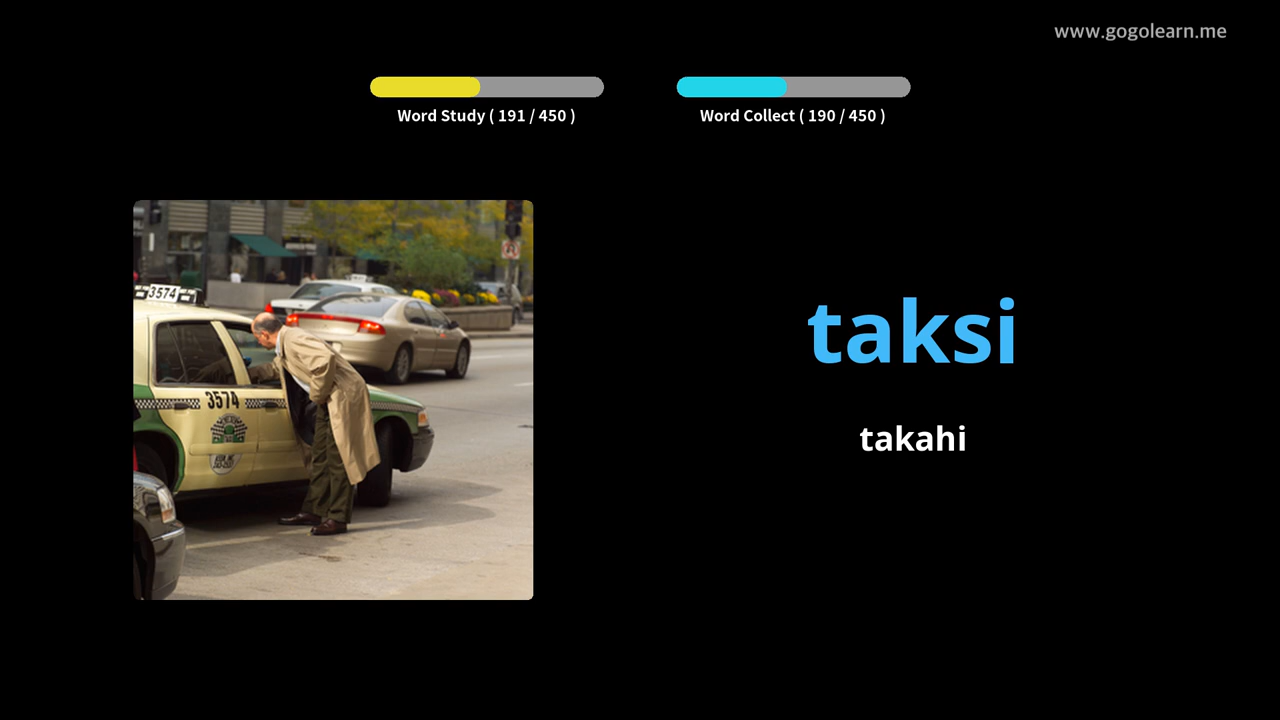 www.gogolearn.me
Word Study ( 191 / 450 )
Word Collect ( 190 / 450 )
3574
3574
taksi
takahi